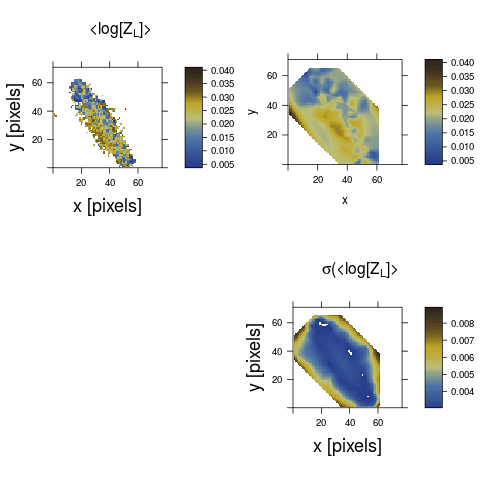 <log[Z_L]>
60
40
20
20 40 60
x [pixels]
y [pixels]
0.040
0.035
0.030
0.025
0.020
0.015
0.010
0.005
60
40
20
20 40 60
x
y
0.040
0.035
0.030
0.025
0.020
0.015
0.010
0.005
σ(<log[Z_L]>
60
40
20
20 40 60
x [pixels]
y [pixels]
0.008
0.007
0.006
0.005
0.004